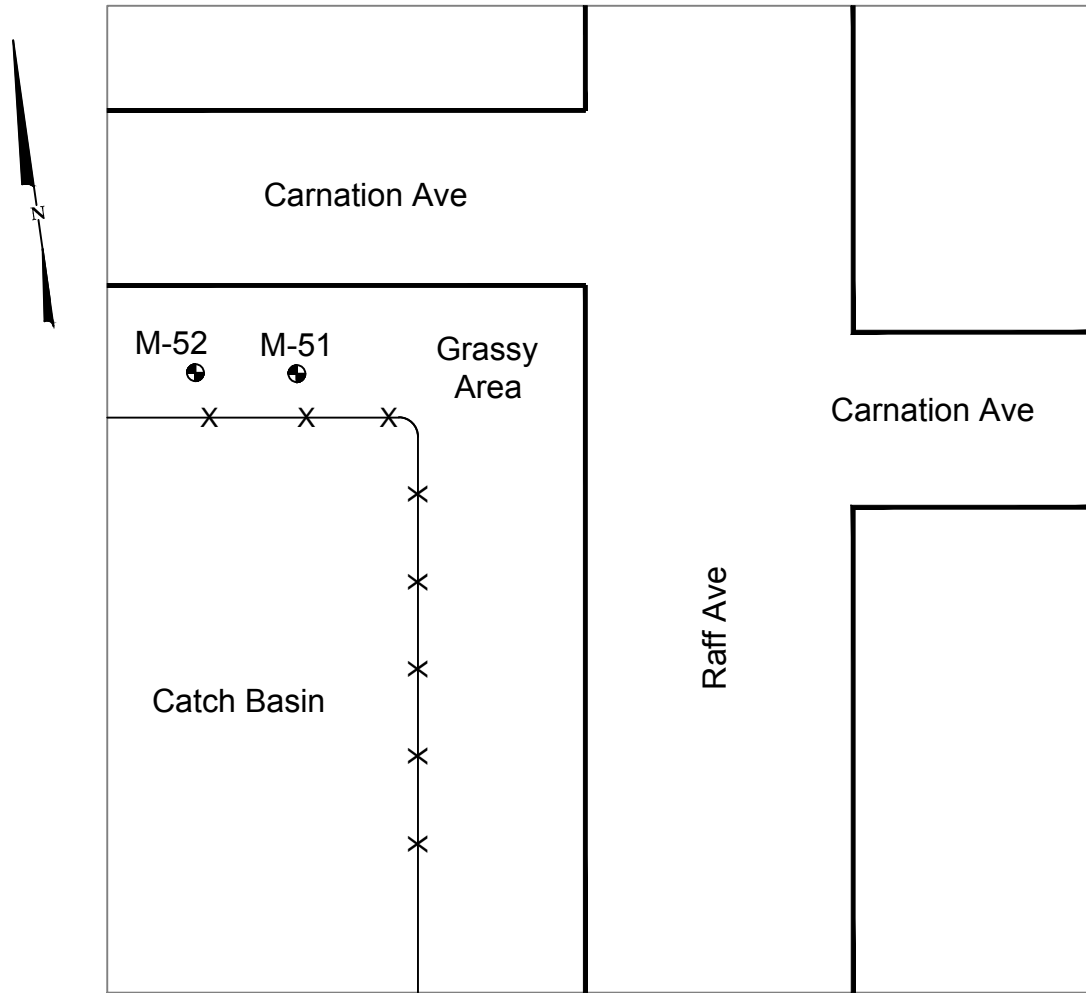 Carnation Ave
N
M-52
M-51
Grassy
Area
Carnation Ave
Raff Ave
Catch Basin